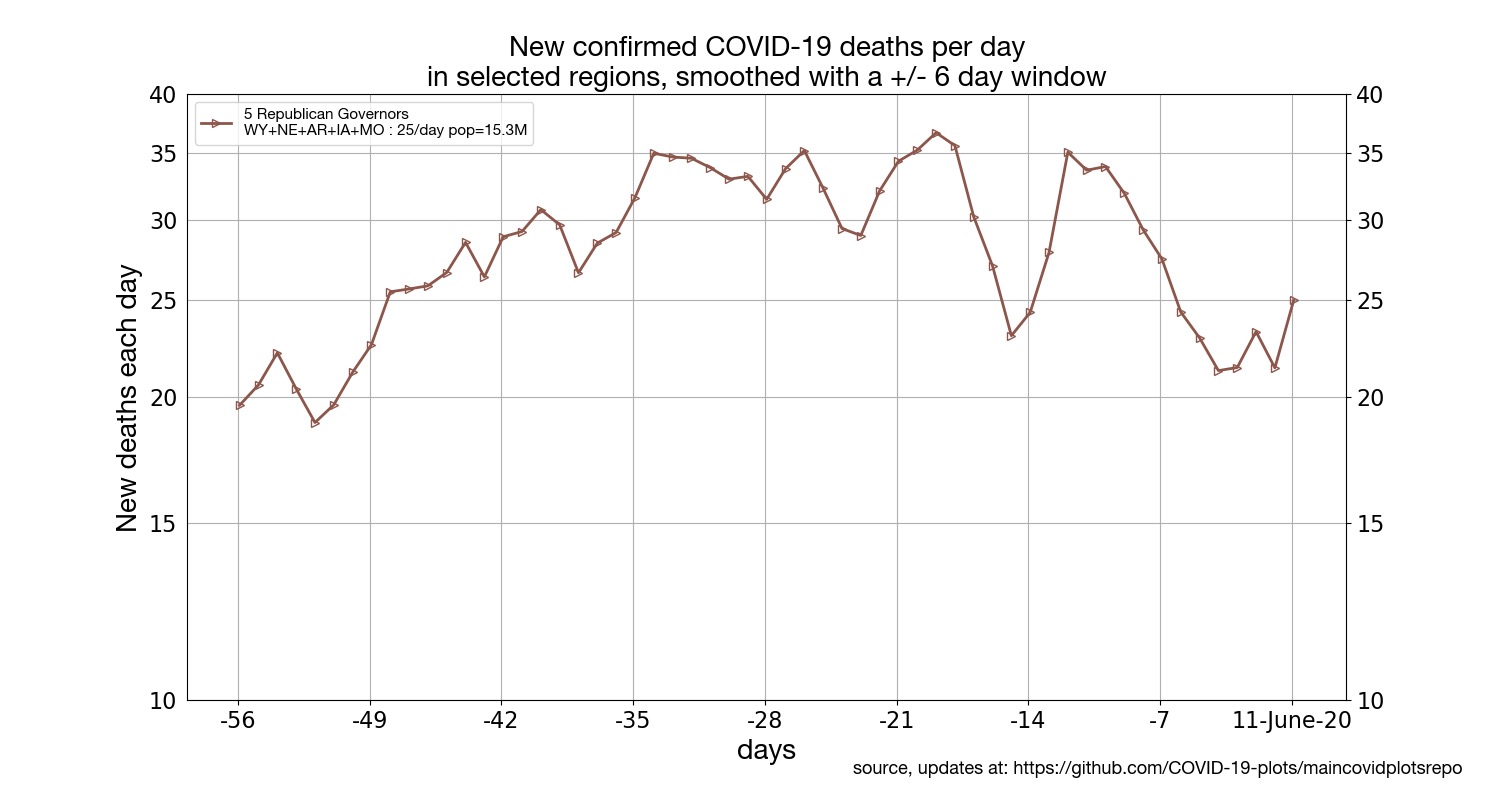 New confirmed COVID-19 deaths per day
in selected regions, smoothed with a +/- 6 day window
5 Republican Governors
WY+NE+AR+IA+MO : 25/day pop=15.3M
New deaths each day
40
35
30
25
20
15
10
40
35
30
25
20
15
10
-56 -49 -42 -35 -28 -21 -14 -7 11-June-20
days
source, updates at: https://github.com/COVID-19-plots/maincovidplotsrepo